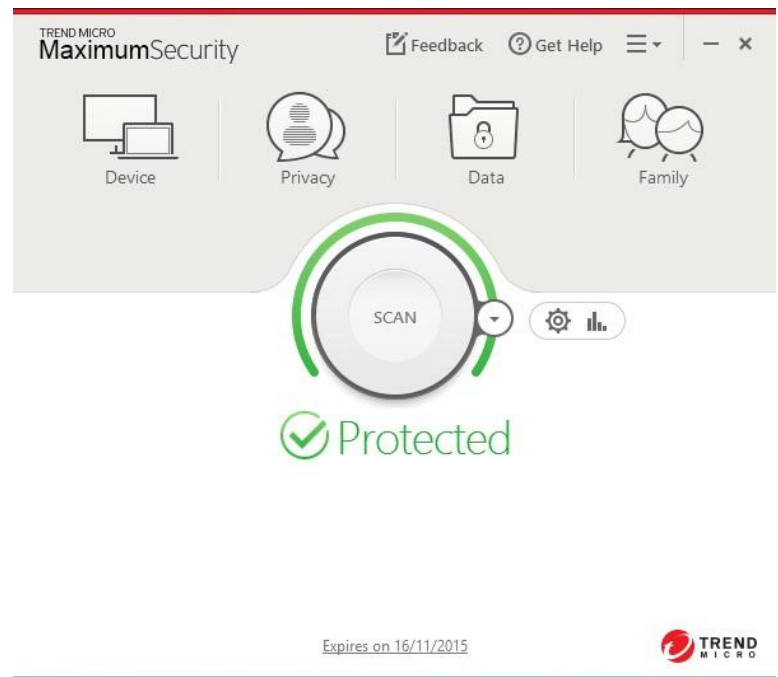 TREND MICRO
MaximumSecurity
Feedback
Get Help
Device
Privacy
Data
Family
SCAN
Protected
Expires on 16/11/2015
TREND
MICRO